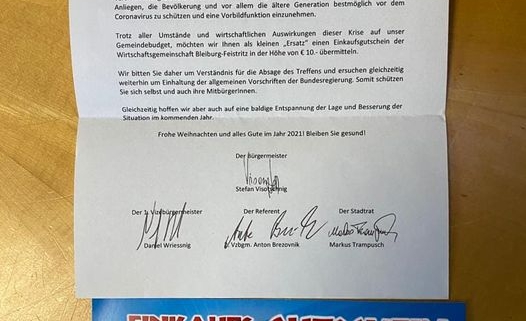 Anliegen, die Bevölkerung und vor allem die ältere Generation bestmöglich vor dem
Coronavirus zu schützen und eine Vorbildfunktion einzunehmen.
Trotz aller Umstände und wirtschaftlichen Auswirkungen dieser Krise auf unser
Gemeindebudget, möchten wir Ihnen als kleinen „Ersatz" einen Einkaufsgutschein der
Wirtschaftsgemeinschaft Bleiburg-Feistritz in der Höhe von € 10.- übermitteln.
Wir bitten Sie daher um Verständnis für die Absage des Treffens und ersuchen gleichzeitig
weiterhin um Einhaltung der allgemeinen Vorschriften der Bundesregierung. Somit schützen
Sie sich selbst und auch ihre MitbürgerInnen.
Gleichzeitig hoffen wir aber auch auf eine baldige Entspannung der Lage und Besserung der
Situation im kommenden Jahr.
Frohe Weihnachten und alles Gute im Jahr 2021! Bleiben Sie gesund!
Der Bürgermeister
Stefan Visotschnig
Der 1. Vizebürgermeister Der Referent Der Stadtrat
Daniel Wriessnig Vzbgm. Anton Brezovnik Markus Trampusch
EINKAUFSGUTSCHEIN